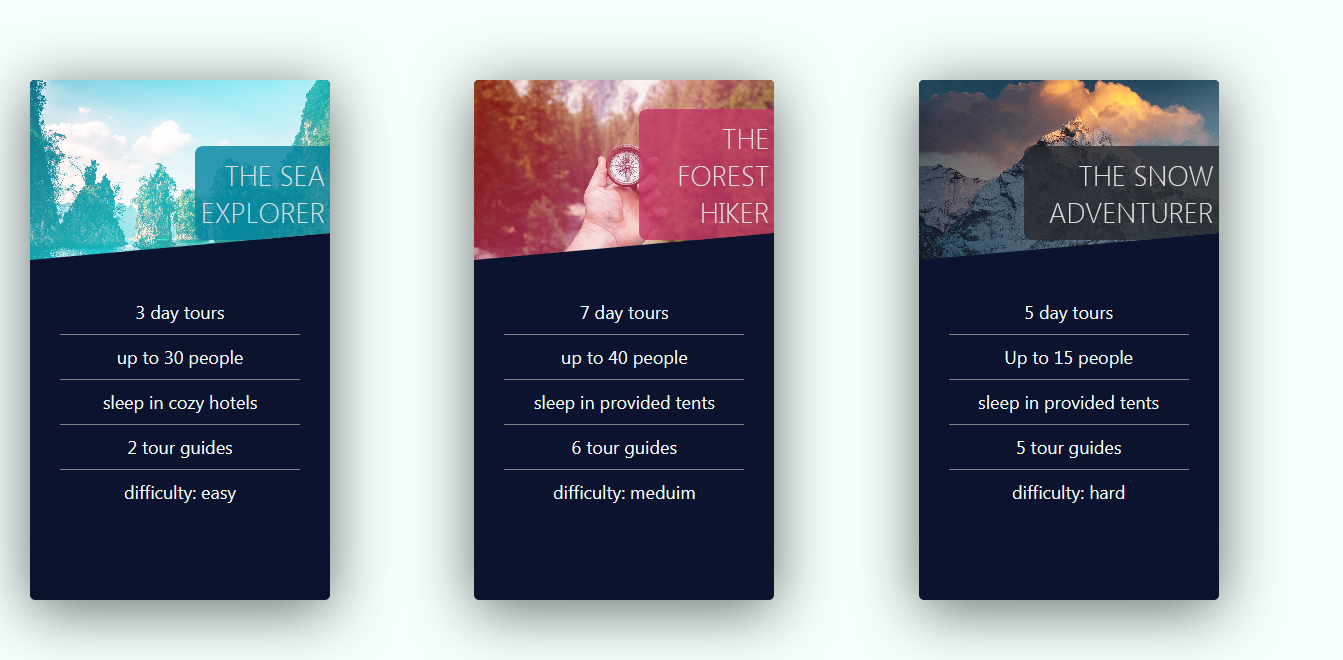 THE SEA
EXPLORER
3 day tours
up to 30 people
sleep in cozy hotels
2 tour guides
difficulty: easy
THE
FOREST
HIKER
7 day tours
up to 40 people
sleep in provided tents
6 tour guides
difficulty: meduim
THE SNOW
ADVENTURER
5 day tours
Up to 15 people
sleep in provided tents
5 tour guides
difficulty: hard